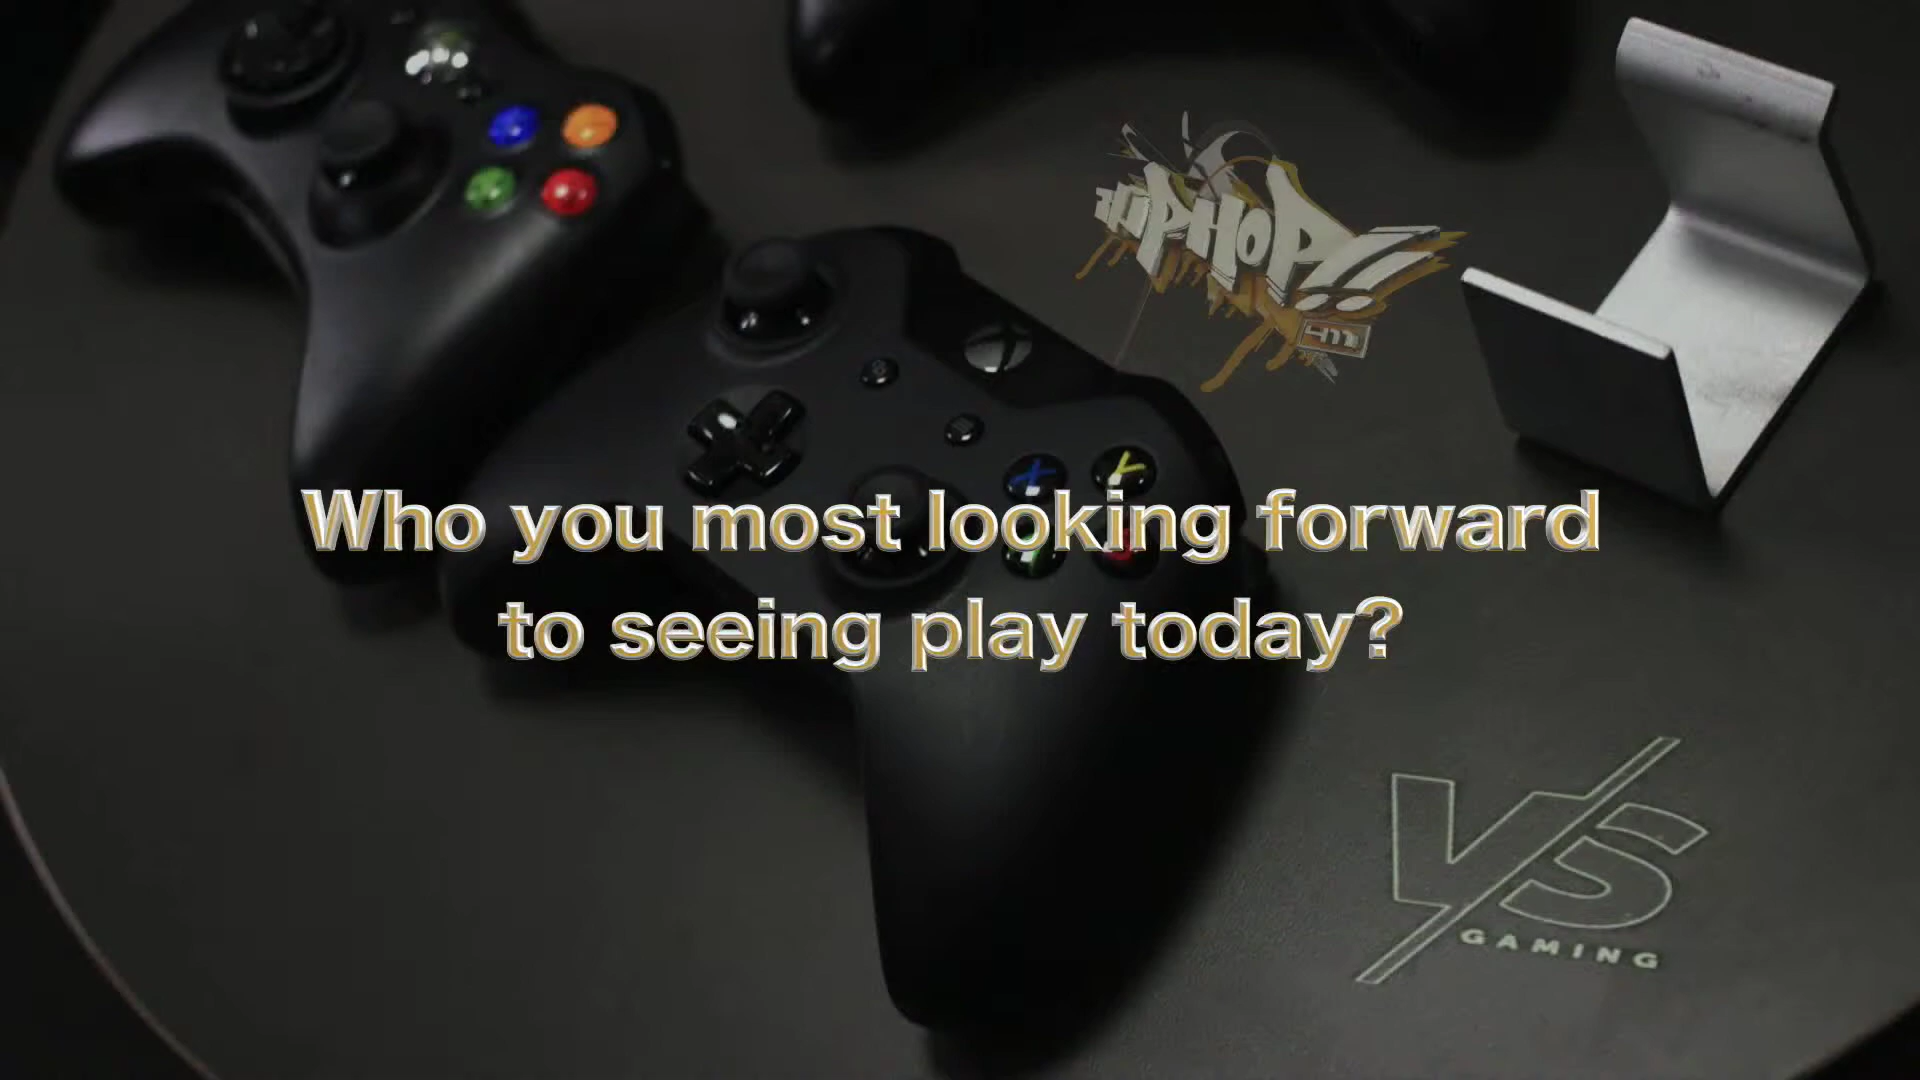 HIPHOP!!
411
X
Y
Who you most looking forward
to seeing play today?
VS
GAMING